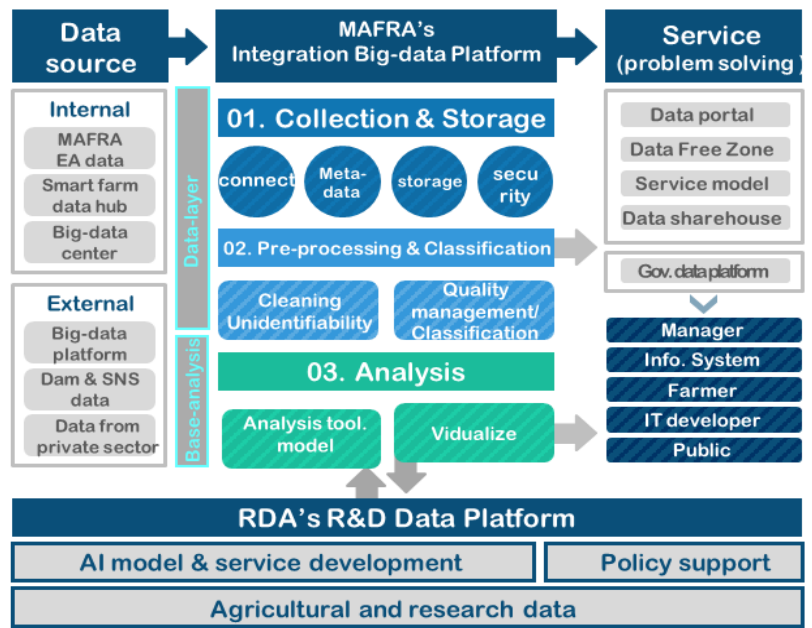 Data
source
MAFRA's
Integration Big-data Platform
Service
(problem solving )
Internal
MAFRA
EA data
Smart farm
data hub
Big-data
center
External
Big-data
platform
Dam & SNS
data
Data from
private sector
Data-layer
Base-analysis
01. Collection & Storage
connect
Meta-
data
storage
secu
rity
02. Pre-processing & Classification
Cleaning
Unidentifiability
Quality
management/
Classification
03. Analysis
Analysis tool.
model
Vidualize
Data portal
Data Free Zone
Service model
Data sharehouse
Gov. data platform
Manager
Info. System
Farmer
IT developer
Public
RDA's R&D Data Platform
AI model & service development
Policy support
Agricultural and research data